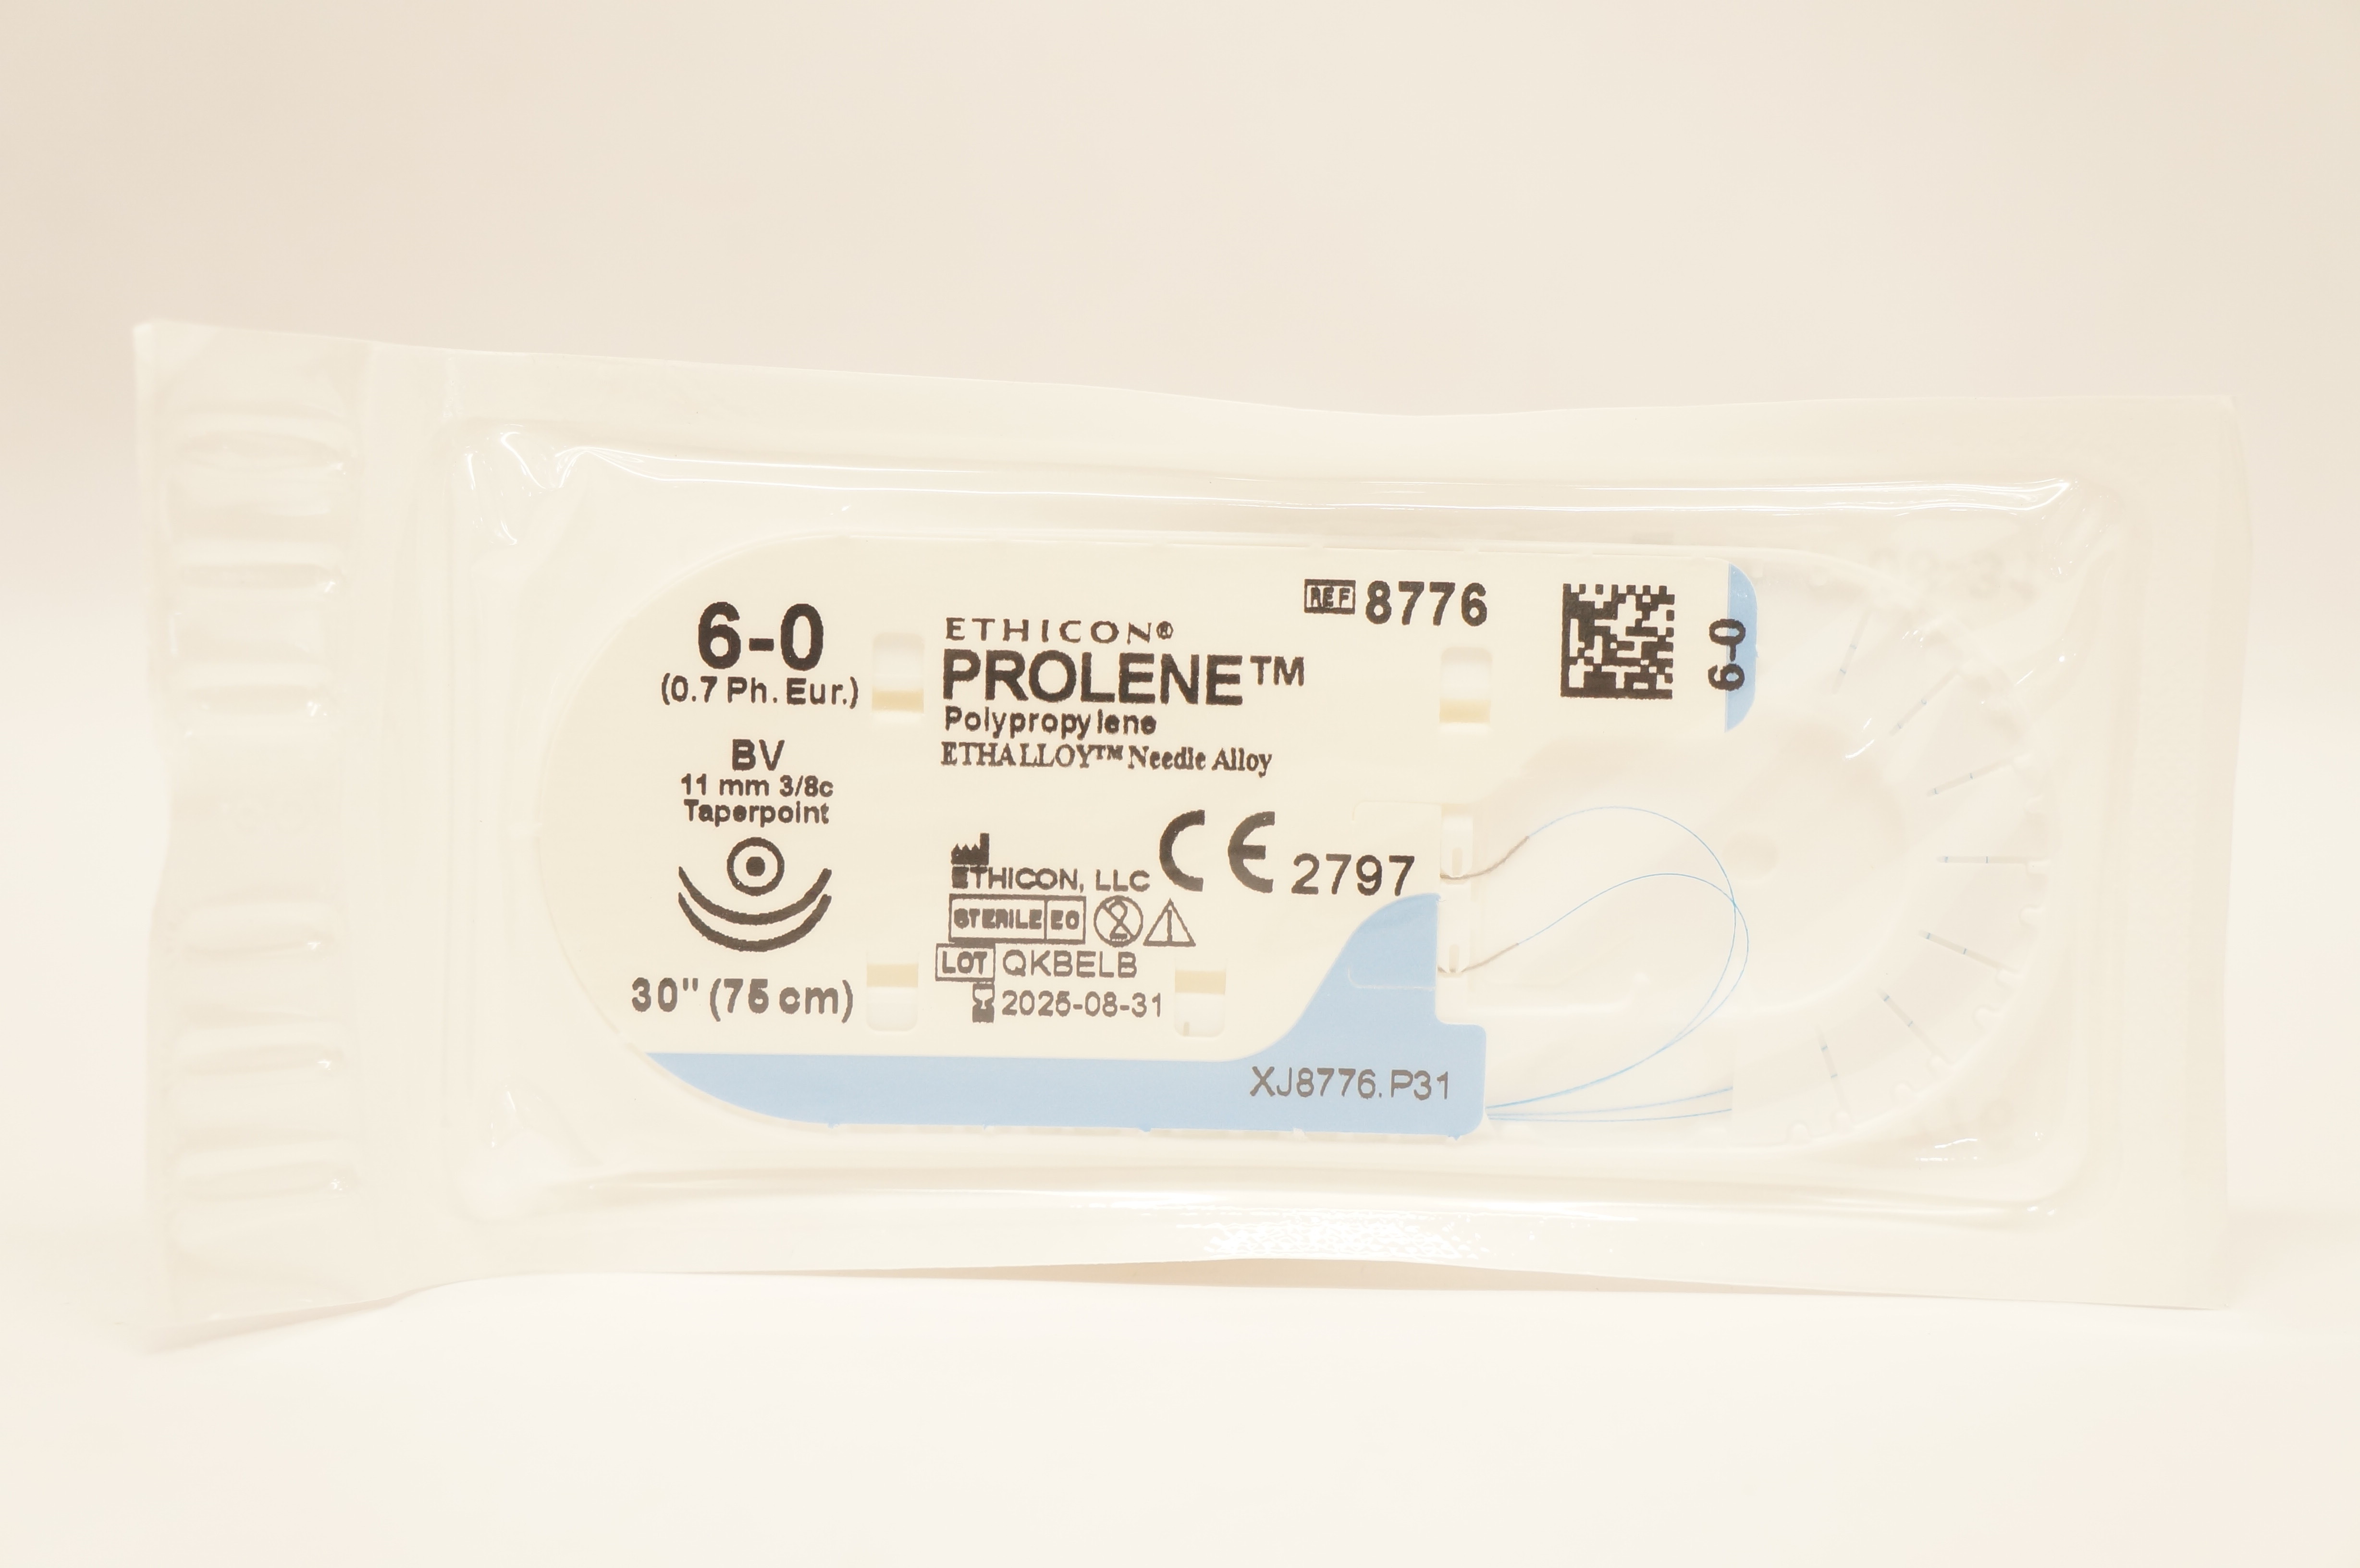 6-0
(0.7 Ph. Eur.)
BV
11 mm 3/8c
Taperpoint
30" (75 cm)
REF 8776
ETHICON®
PROLENE™
Polypropylene
ETHALLOY™ Needle Alloy
CE 2797
ETHICON, LLC
STERILE EO
2
LOT QKBELB
2025-08-31
XJ8776.P31
6-0